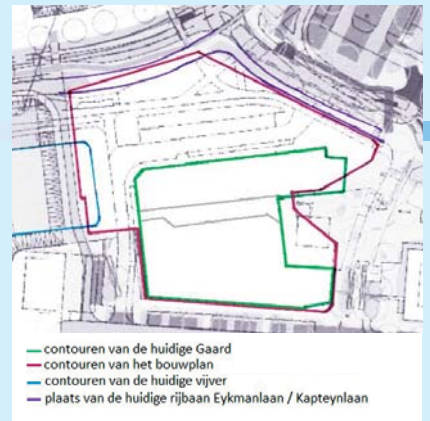 contouren van de huidige Gaard
contouren van het bouwplan
contouren van de huidige vijver
plaats van de huidige rijbaan Eykmanlaan / Kapteynlaan